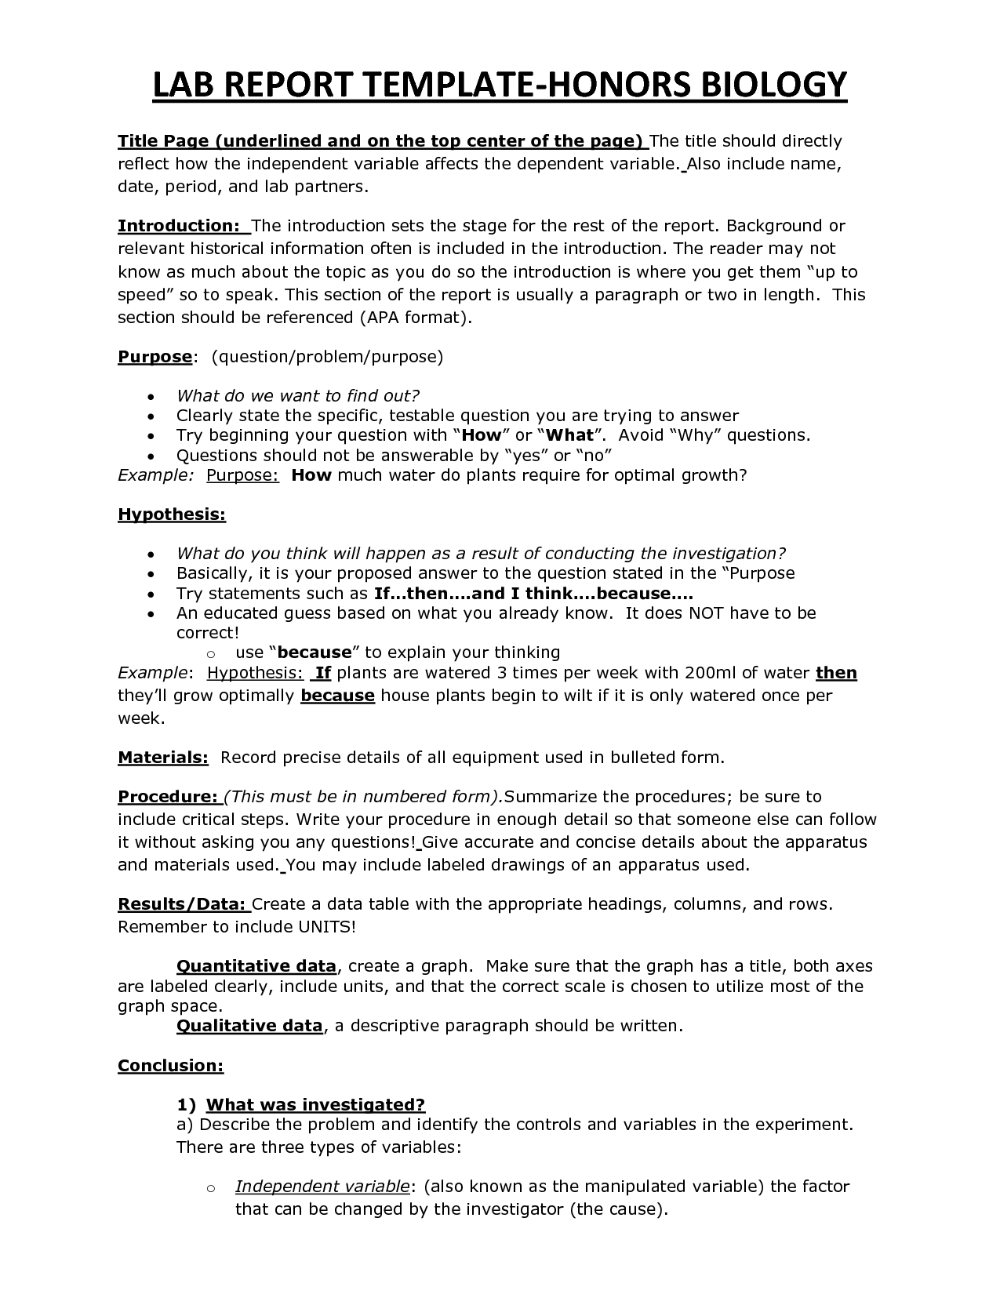 LAB REPORT TEMPLATE-HONORS BIOLOGY
Title Page (underlined and on the top center of the page) The title should directly
reflect how the independent variable affects the dependent variable. Also include name,
date, period, and lab partners.
Introduction: The introduction sets the stage for the rest of the report. Background or
relevant historical information often is included in the introduction. The reader may not
know as much about the topic as you do so the introduction is where you get them “up to
speed” so to speak. This section of the report is usually a paragraph or two in length. This
section should be referenced (APA format).
Purpose: (question/problem/purpose)
• What do we want to find out?
• Clearly state the specific, testable question you are trying to answer
• Try beginning your question with “How” or “What”. Avoid “Why” questions.
• Questions should not be answerable by “yes” or “no”
Example: Purpose: How much water do plants require for optimal growth?
Hypothesis:
• What do you think will happen as a result of conducting the investigation?
• Basically, it is your proposed answer to the question stated in the “Purpose
• Try statements such as If…then….and I think….because….
• An educated guess based on what you already know. It does NOT have to be
correct!
o use “because” to explain your thinking
Example: Hypothesis: If plants are watered 3 times per week with 200ml of water then
they’ll grow optimally because house plants begin to wilt if it is only watered once per
week.
Materials: Record precise details of all equipment used in bulleted form.
Procedure: (This must be in numbered form).Summarize the procedures; be sure to
include critical steps. Write your procedure in enough detail so that someone else can follow
it without asking you any questions! Give accurate and concise details about the apparatus
and materials used. You may include labeled drawings of an apparatus used.
Results/Data: Create a data table with the appropriate headings, columns, and rows.
Remember to include UNITS!
Quantitative data, create a graph. Make sure that the graph has a title, both axes
are labeled clearly, include units, and that the correct scale is chosen to utilize most of the
graph space.
Qualitative data, a descriptive paragraph should be written.
Conclusion:
1) What was investigated?
a) Describe the problem and identify the controls and variables in the experiment.
There are three types of variables:
o Independent variable: (also known as the manipulated variable) the factor
that can be changed by the investigator (the cause).